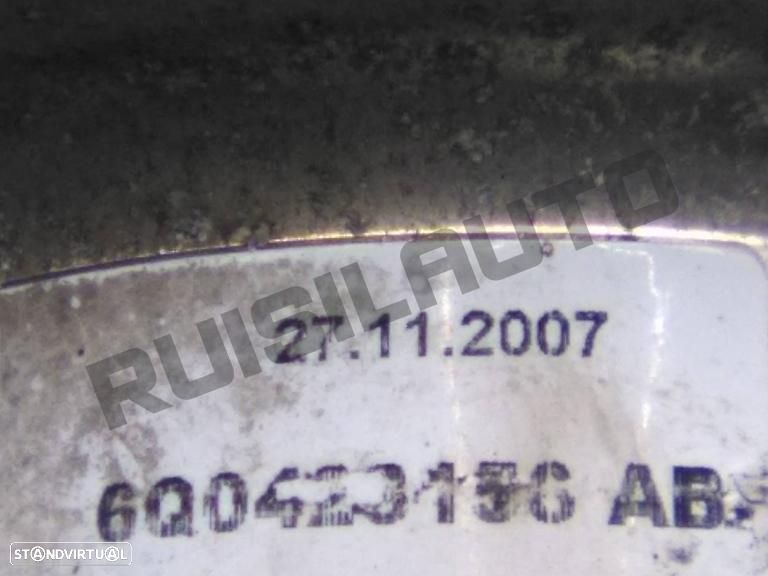 RUISILAUTO
27.11.2007
6Q0423156 AB
STANDVIRTUAL